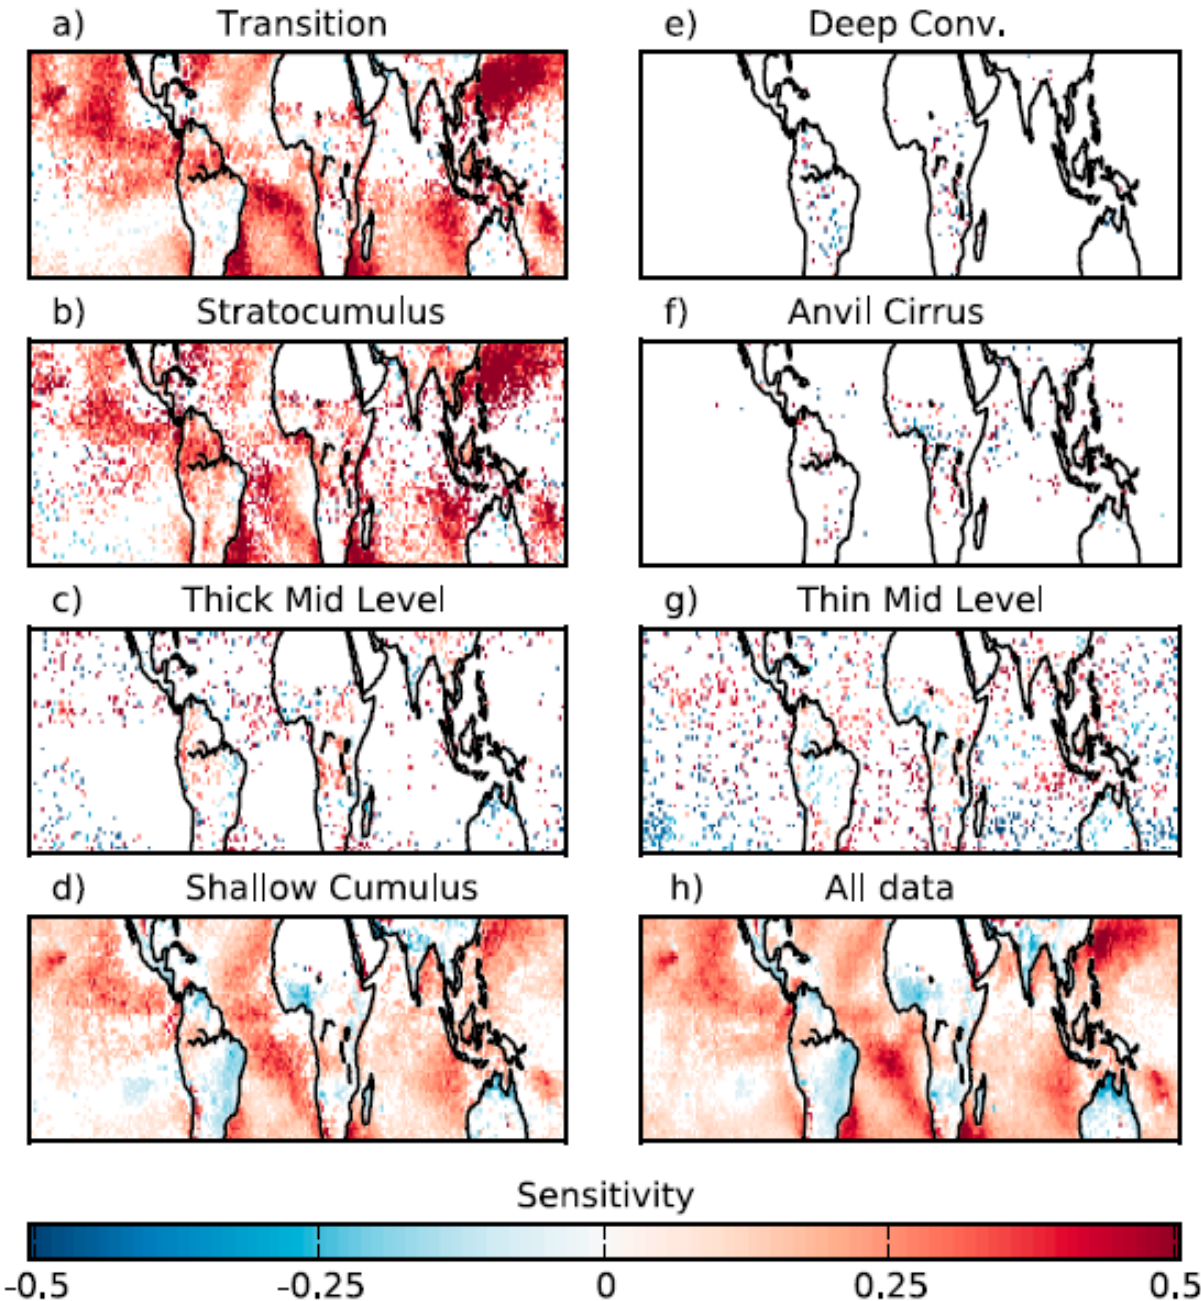 a) Transition
e) Deep Conv.
b) Stratocumulus
f) Anvil Cirrus
c) Thick Mid Level
g) Thin Mid Level
d) Shallow Cumulus
h) All data
Sensitivity
-0.5 -0.25 0 0.25 0.5